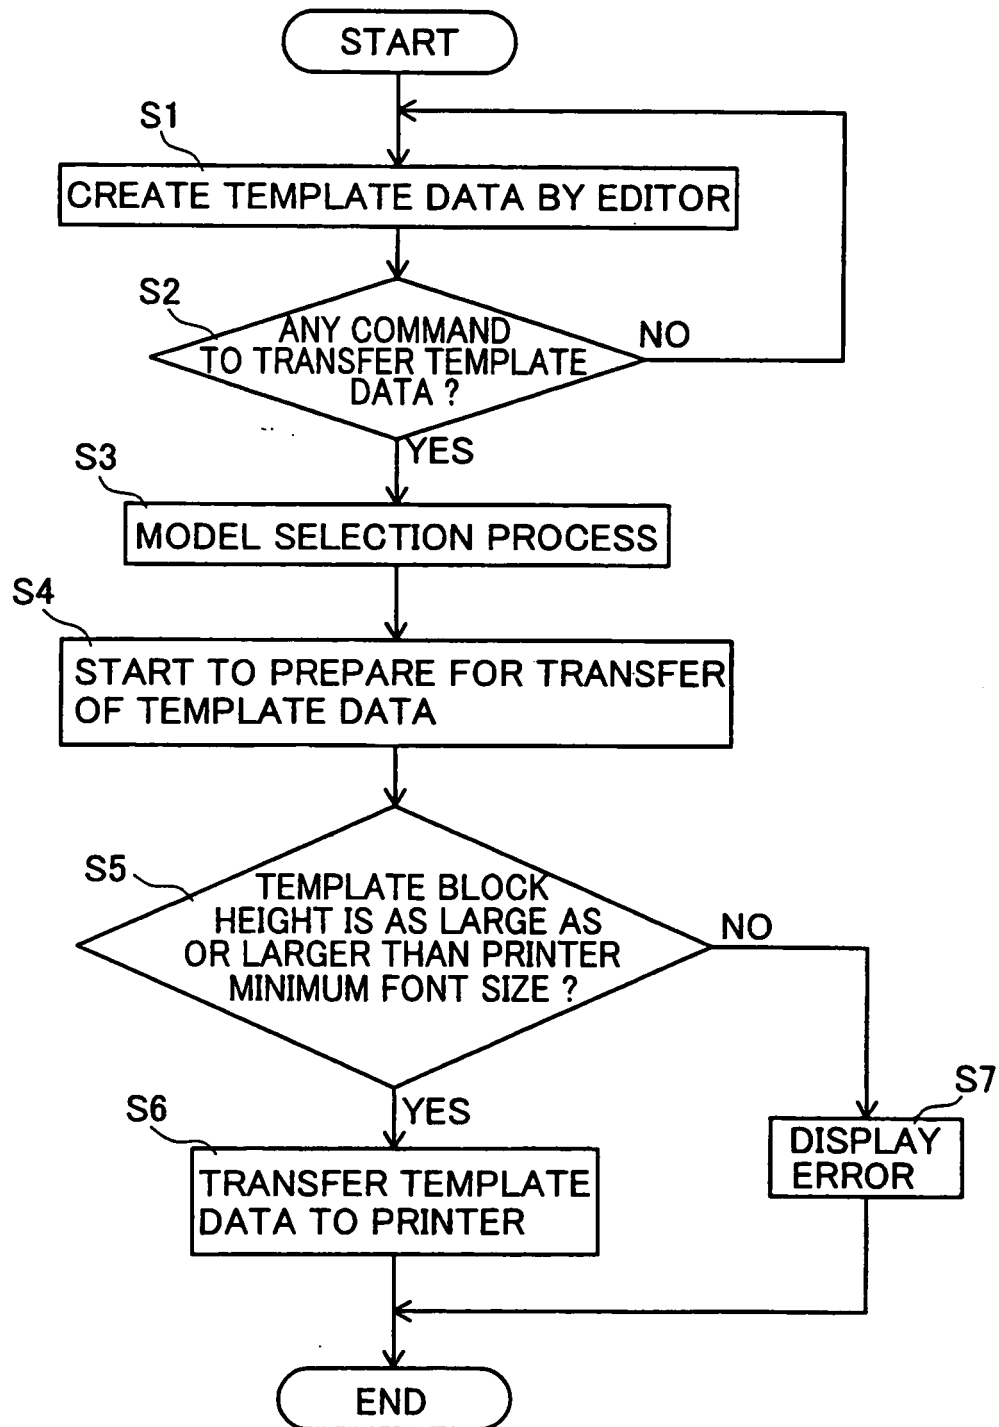 START
S1
CREATE TEMPLATE DATA BY EDITOR
S2
ANY COMMAND
TO TRANSFER TEMPLATE
DATA ?
NO
YES
S3
MODEL SELECTION PROCESS
S4
START TO PREPARE FOR TRANSFER
OF TEMPLATE DATA
S5
TEMPLATE BLOCK
HEIGHT IS AS LARGE AS
OR LARGER THAN PRINTER
MINIMUM FONT SIZE ?
NO
YES
S6
TRANSFER TEMPLATE
DATA TO PRINTER
S7
DISPLAY
ERROR
END